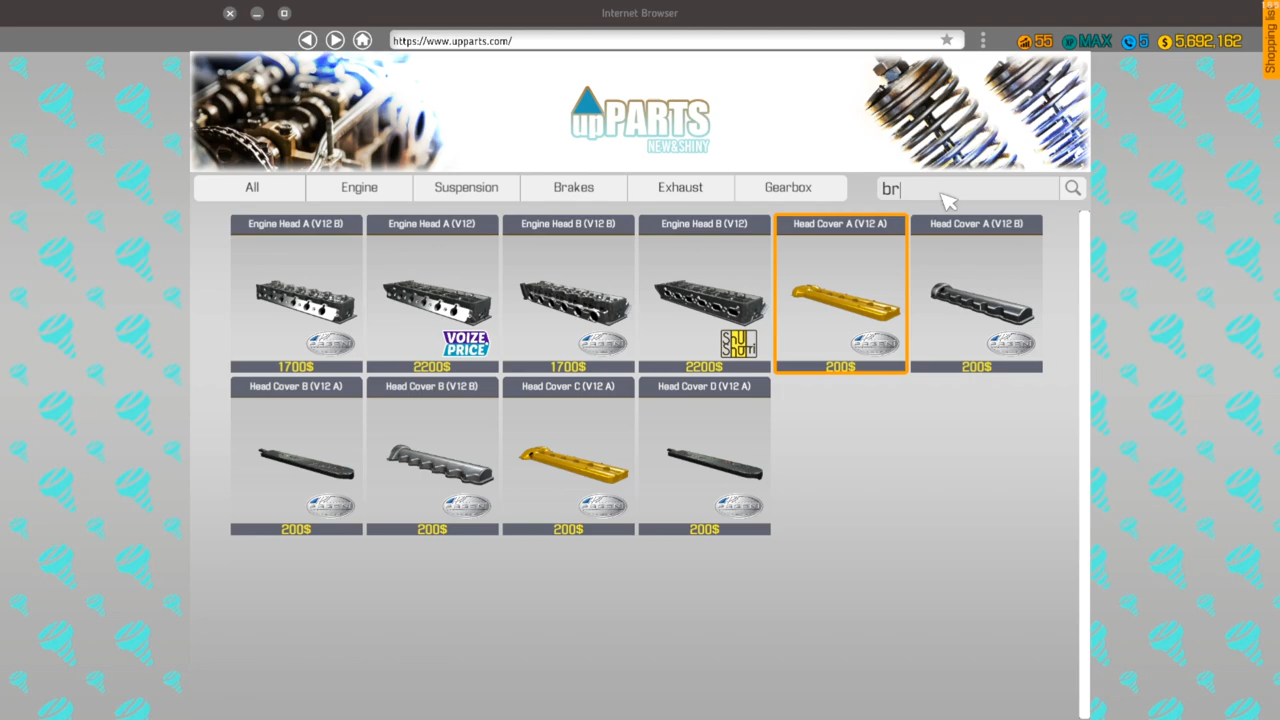 Internet Browser
https://www.upparts.com/
55 XP MAX 5 $ 5,692,162
Shopping list
upPARTS
NEW&SHINY
All Engine Suspension Brakes Exhaust Gearbox br
Engine Head A (V12 B) Engine Head A (V12) Engine Head B (V12 B) Engine Head B (V12) Head Cover A (V12 A) Head Cover A (V12 B)
VOIZE PRICE
1700$ 2200$ 1700$ 2200$ 200$ 200$
Head Cover B (V12 A) Head Cover B (V12 B) Head Cover C (V12 A) Head Cover D (V12 A)
200$ 200$ 200$ 200$